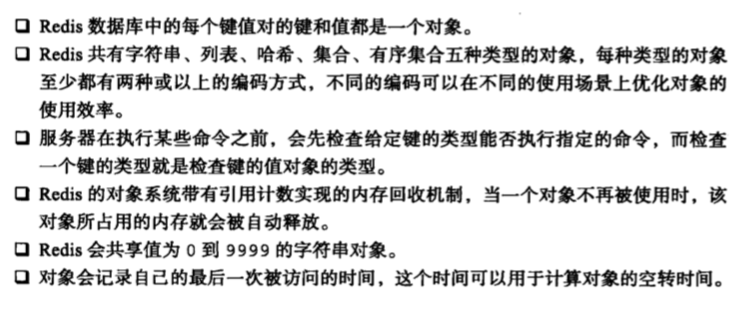 ❑ Redis 数据库中的每个键值对的键和值都是一个对象。
❑ Redis 共有字符串、列表、哈希、集合、有序集合五种类型的对象，每种类型的对象
至少都有两种或以上的编码方式，不同的编码可以在不同的使用场景上优化对象的
使用效率。
❑ 服务器在执行某些命令之前，会先检查给定键的类型能否执行指定的命令，而检查
一个键的类型就是检查键的值对象的类型。
❑ Redis 的对象系统带有引用计数实现的内存回收机制，当一个对象不再被使用时，该
对象所占用的内存就会被自动释放。
❑ Redis 会共享值为 0 到 9999 的字符串对象。
❑ 对象会记录自己的最后一次被访问的时间，这个时间可以用于计算对象的空转时间。